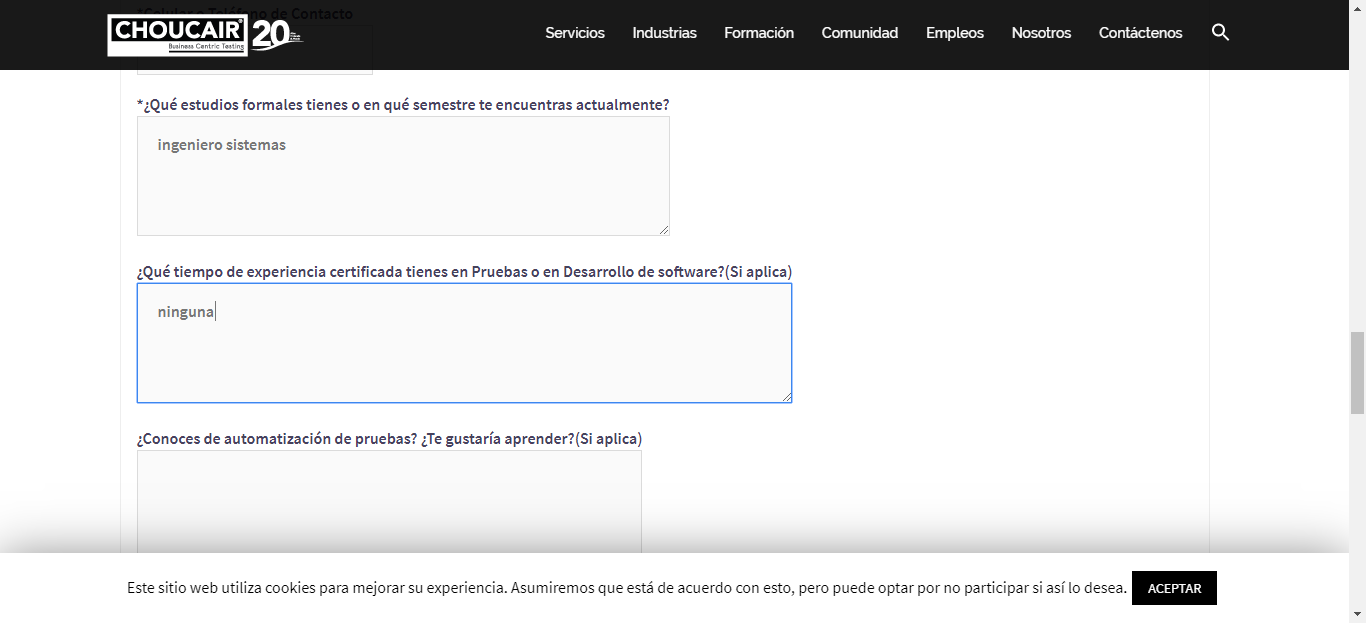 *Celular o Teléfono de Contacto
CHOUCAIR
Business Centric Testing
20
Servicios
Industrias
Formación
Comunidad
Empleos
Nosotros
Contáctenos
*¿Qué estudios formales tienes o en qué semestre te encuentras actualmente?
ingeniero sistemas
¿Qué tiempo de experiencia certificada tienes en Pruebas o en Desarrollo de software?(Si aplica)
ninguna
¿Conoces de automatización de pruebas? ¿Te gustaría aprender?(Si aplica)
Este sitio web utiliza cookies para mejorar su experiencia. Asumiremos que está de acuerdo con esto, pero puede optar por no participar si así lo desea.
ACEPTAR